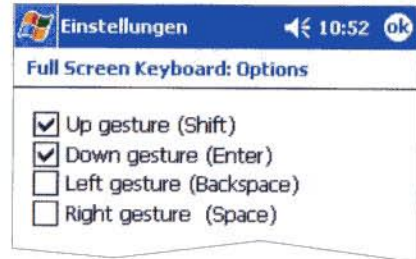 Einstellungen 10:52 ok
Full Screen Keyboard: Options
Up gesture (Shift)
Down gesture (Enter)
Left gesture (Backspace)
Right gesture (Space)